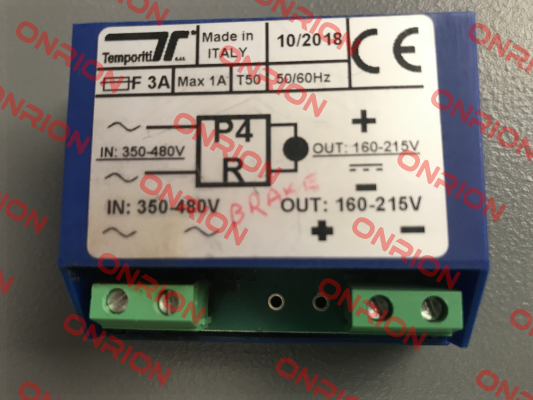 Temporiti s.r.l. Made in ITALY 10/2018 CE
F 3A Max 1A T50 50/60Hz
P4 +
IN: 350-480V OUT: 160-215V
R
BRAKE
IN: 350-480V OUT: 160-215V
+ -
ONRION